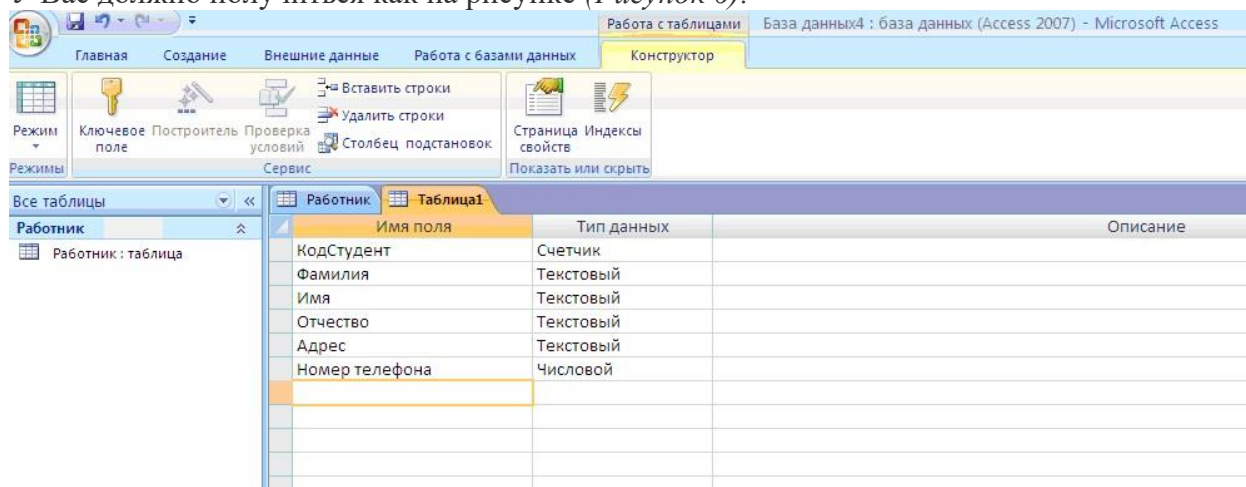 У Вас должно получиться как на рисунке (Рисунок 6):
Работа с таблицами База данных4 : база данных (Access 2007) - Microsoft Access
Главная Создание Внешние данные Работа с базами данных Конструктор
Режим Ключевое поле Построитель Проверка условий Вставить строки Удалить строки Столбец подстановок Страница свойств Индексы
Режимы Сервис Показать или скрыть
Все таблицы Работник Таблица1
Работник Имя поля Тип данных Описание
Работник : таблица КодСтудент Счетчик
Фамилия Текстовый
Имя Текстовый
Отчество Текстовый
Адрес Текстовый
Номер телефона Числовой